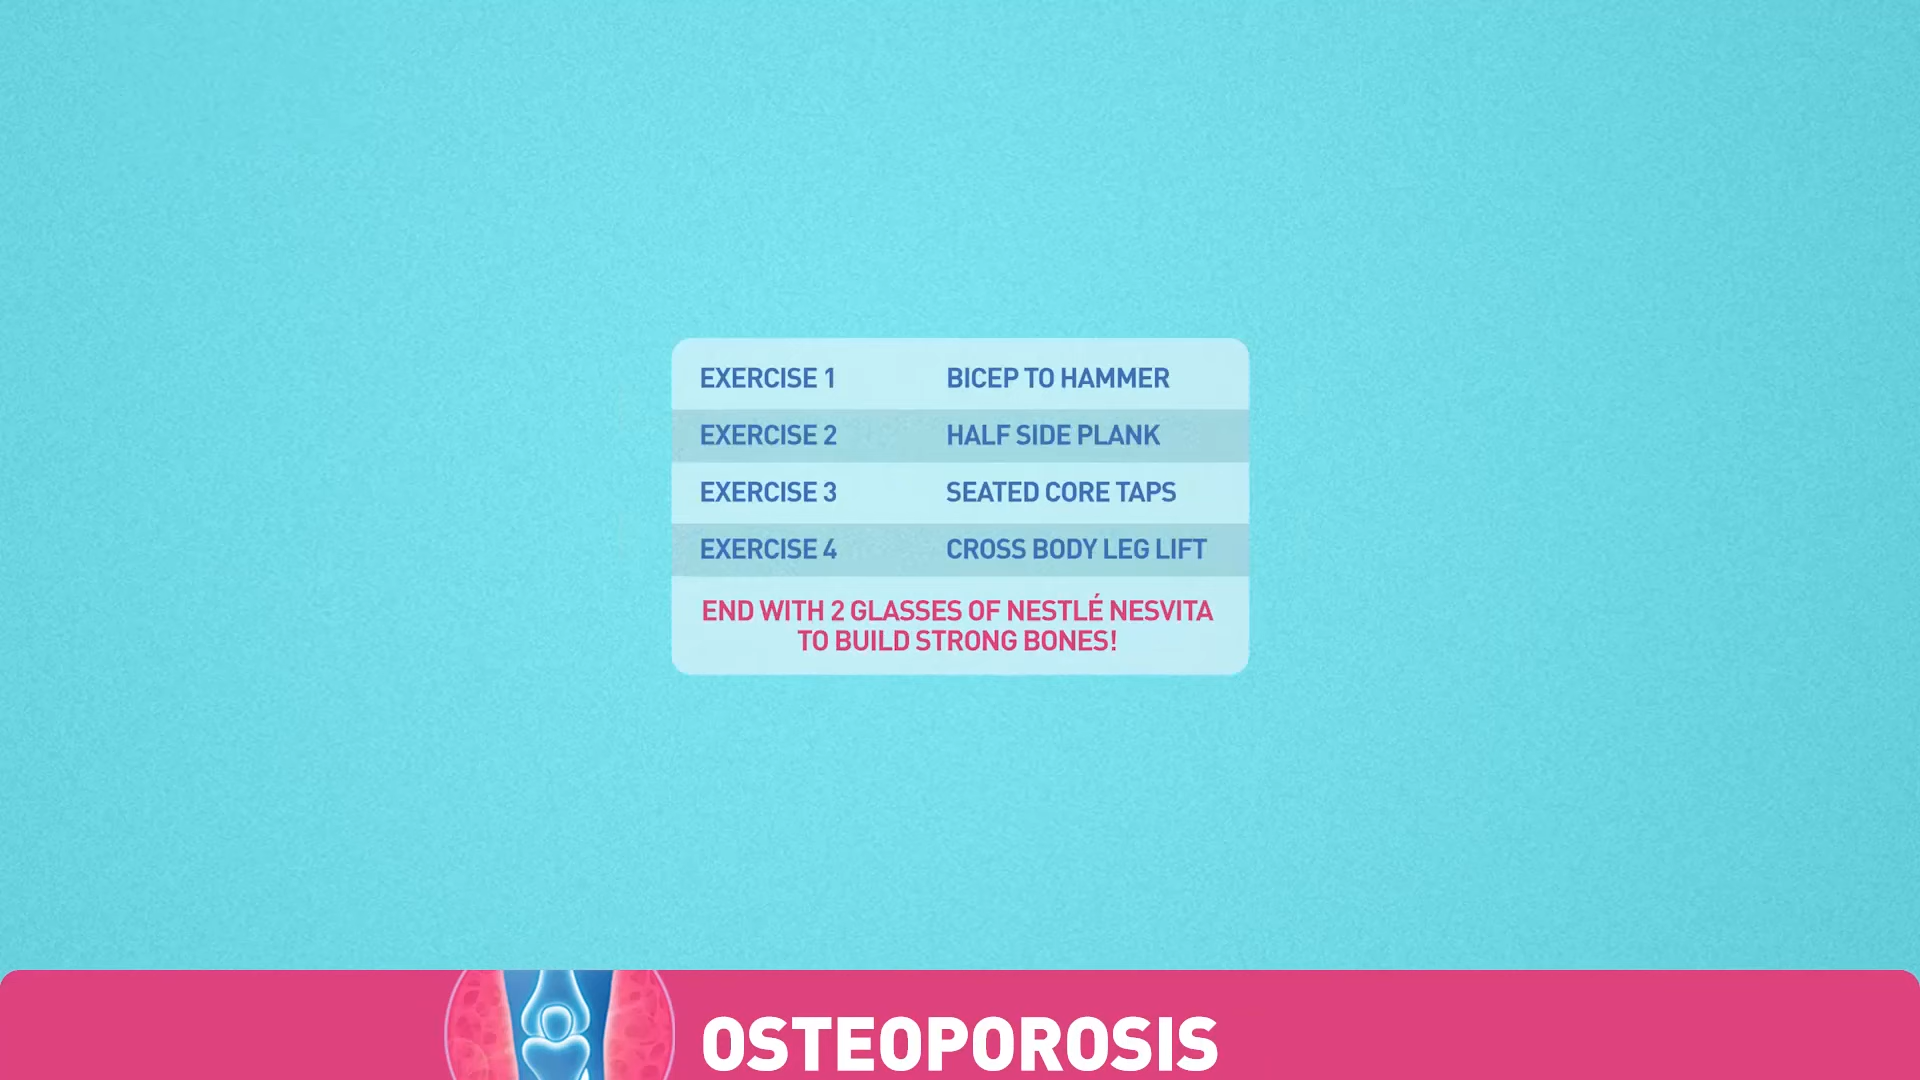 EXERCISE 1 BICEP TO HAMMER
EXERCISE 2 HALF SIDE PLANK
EXERCISE 3 SEATED CORE TAPS
EXERCISE 4 CROSS BODY LEG LIFT
END WITH 2 GLASSES OF NESTLÉ NESVITA
TO BUILD STRONG BONES!
OSTEOPOROSIS